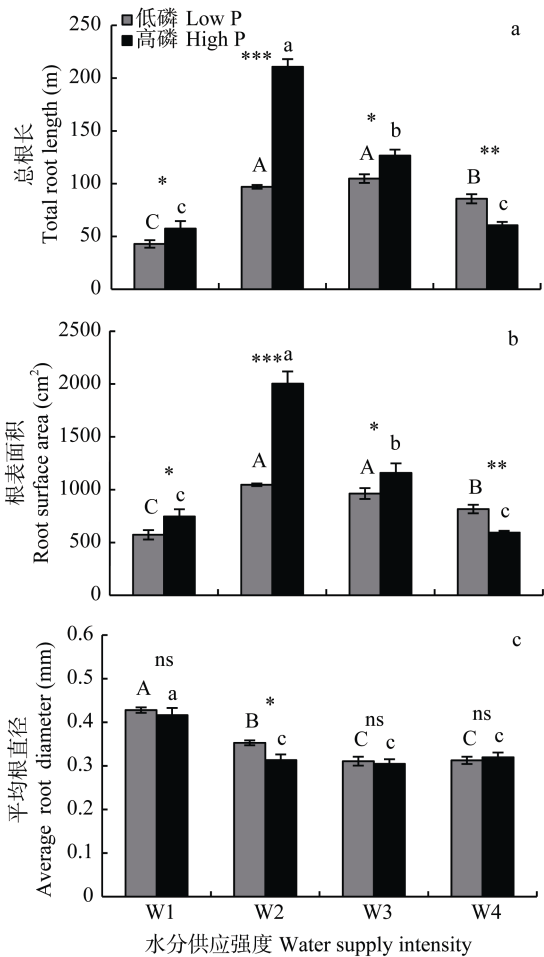 低磷 Low P
高磷 High P
a
250
200
150
100
50
0
总根长
Total root length (m)
C c *
A a ***
A b *
B c **
b
2500
2000
1500
1000
500
0
根表面积
Root surface area (cm²)
C c *
A a ***
A b *
B c **
c
0.6
0.5
0.4
0.3
0.2
0.1
0
平均根直径
Average root diameter (mm)
A a ns
B c *
C c ns
C c ns
W1 W2 W3 W4
水分供应强度 Water supply intensity